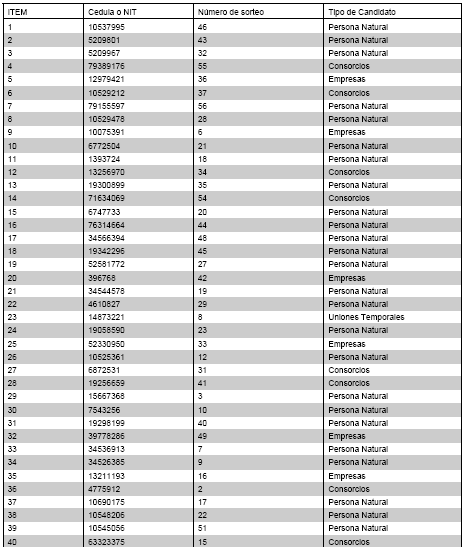 ITEM Cedula o NIT Número de sorteo Tipo de Candidato
1 10537995 46 Persona Natural
2 5209801 43 Persona Natural
3 5209967 32 Persona Natural
4 79389176 55 Consorcios
5 12979421 36 Empresas
6 10529212 37 Consorcios
7 79155597 56 Persona Natural
8 10529478 28 Persona Natural
9 10075391 6 Empresas
10 6772504 21 Persona Natural
11 1393724 18 Persona Natural
12 13256970 34 Consorcios
13 19300899 35 Persona Natural
14 71634069 54 Consorcios
15 6747733 20 Persona Natural
16 76314664 44 Persona Natural
17 34566394 48 Persona Natural
18 19342296 45 Persona Natural
19 52581772 27 Persona Natural
20 396768 42 Empresas
21 34544578 19 Persona Natural
22 4610827 29 Persona Natural
23 14873221 8 Uniones Temporales
24 19058590 23 Persona Natural
25 52330950 33 Empresas
26 10525361 12 Persona Natural
27 6872531 31 Consorcios
28 19256659 41 Consorcios
29 15667368 3 Persona Natural
30 7543256 10 Persona Natural
31 19298199 40 Persona Natural
32 39778286 49 Empresas
33 34536913 7 Persona Natural
34 34526385 9 Persona Natural
35 13211193 16 Empresas
36 4775912 2 Consorcios
37 10690175 17 Persona Natural
38 10548206 22 Persona Natural
39 10545056 51 Persona Natural
40 63323375 15 Consorcios